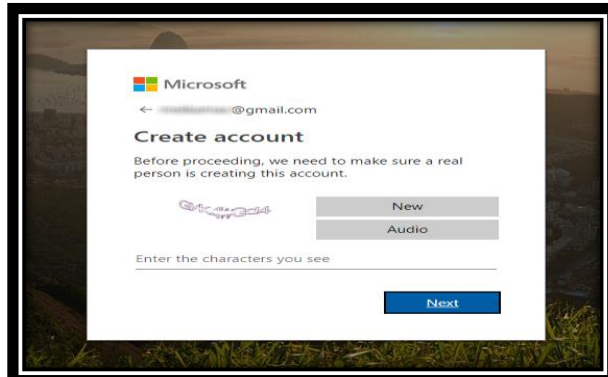 Microsoft
← @gmail.com
Create account
Before proceeding, we need to make sure a real
person is creating this account.
New
Audio
Enter the characters you see
Next